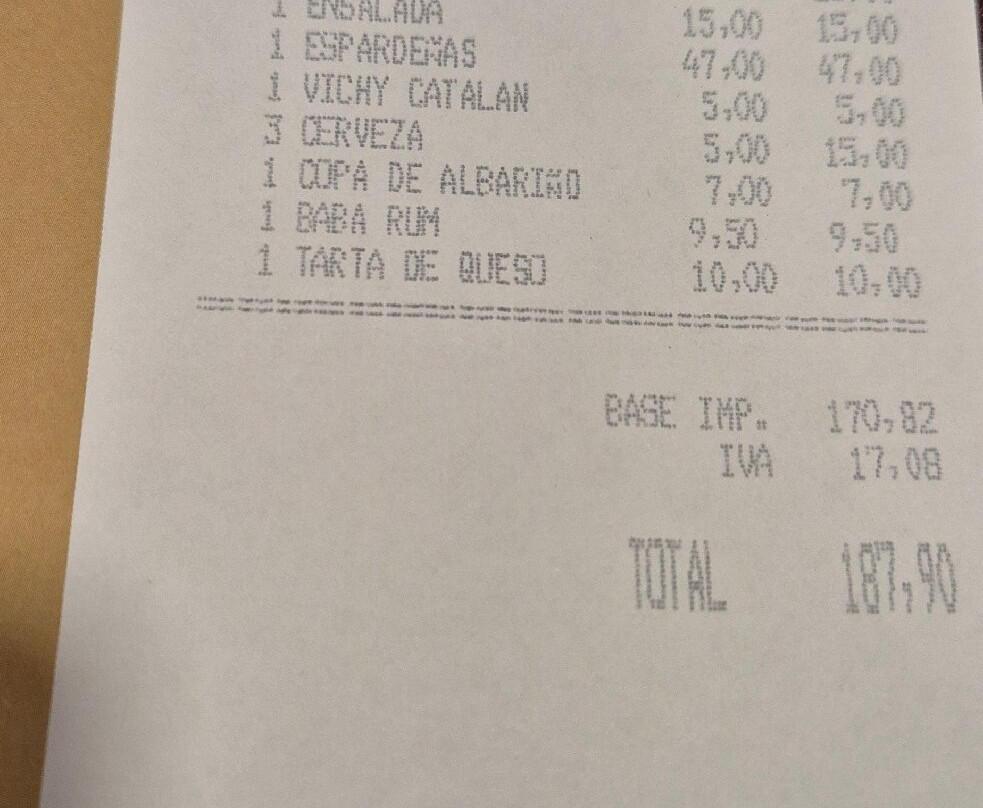 1 ENSALADA 15,00 15,00
1 ESPARDEÑAS 47,00 47,00
1 VICHY CATALAN 5,00 5,00
3 CERVEZA 5,00 15,00
1 COPA DE ALBARIÑO 7,00 7,00
1 BABA RUM 9,50 9,50
1 TARTA DE QUESO 10,00 10,00
BASE IMP. 170,82
IVA 17,08
TOTAL 187,90